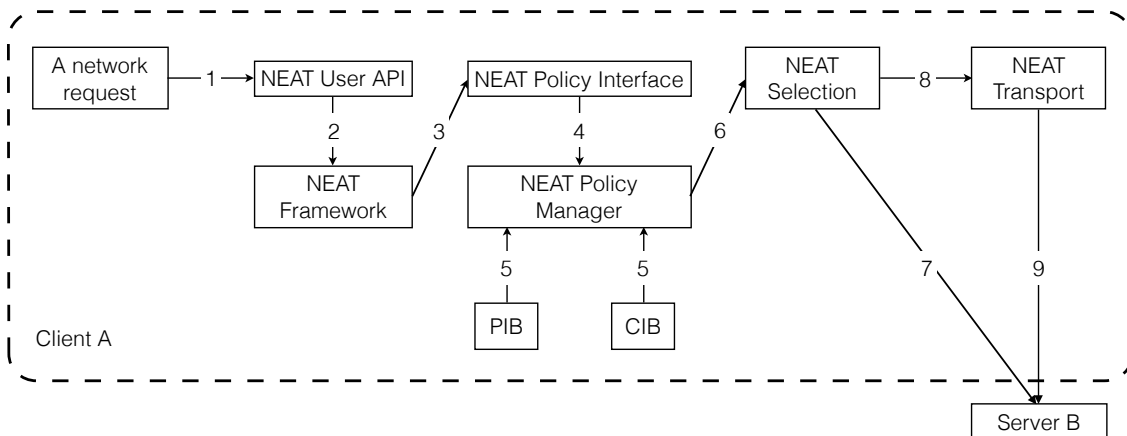 A network
request
1
NEAT User API
2
NEAT
Framework
3
NEAT Policy Interface
4
NEAT Policy
Manager
5
5
PIB
CIB
6
NEAT
Selection
8
NEAT
Transport
7
9
Client A
Server B